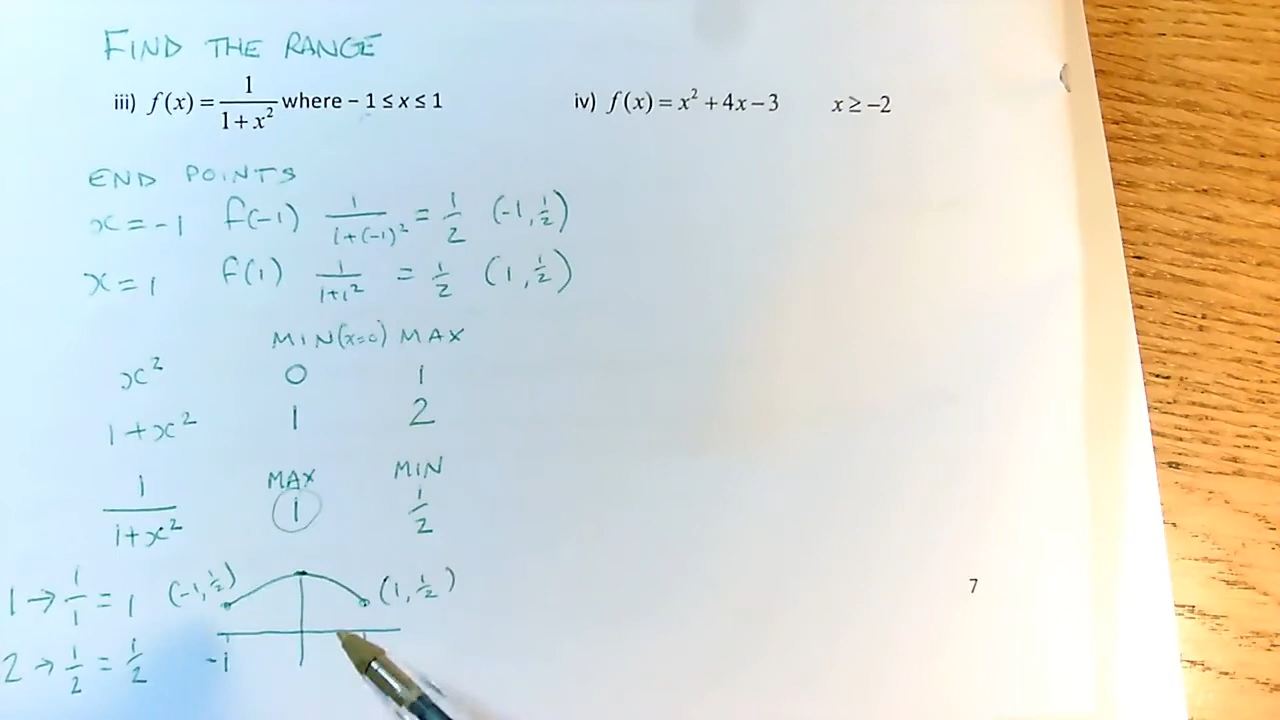 FIND THE RANGE
iii) f(x) = 1/(1+x²) where – 1 ≤ x ≤ 1
iv) f(x) = x² + 4x – 3 x ≥ –2
END POINTS
x = -1 f(-1) 1/(1+(-1)²) = 1/2 (-1, 1/2)
x = 1 f(1) 1/(1+1²) = 1/2 (1, 1/2)
MIN(x=0) MAX
x² 0 1
1+x² 1 2
MAX MIN
1/(1+x²) 1 1/2
1 → 1/1 = 1 (-1, 1/2) (1, 1/2)
2 → 1/2 = 1/2 -1
7